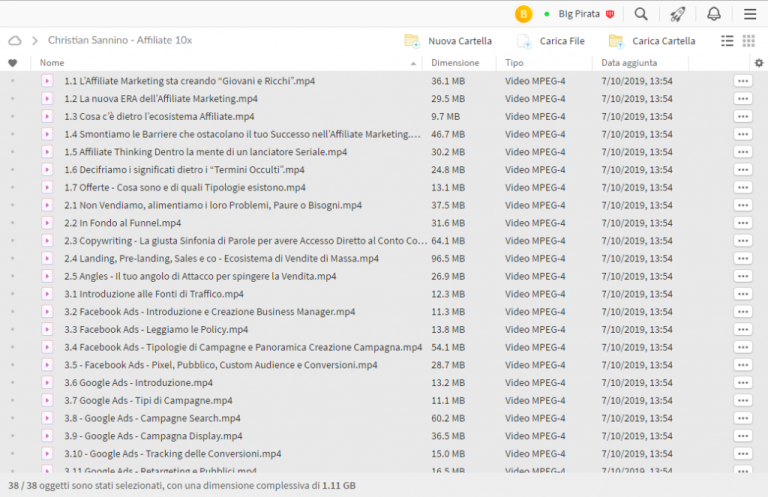 B BIg Pirata
Christian Sannino - Affiliate 10x Nuova Cartella Carica File Carica Cartella
Nome Dimensione Tipo Data aggiunta
1.1 L'Affiliate Marketing sta creando "Giovani e Ricchi".mp4 36.1 MB Video MPEG-4 7/10/2019, 13:54
1.2 La nuova ERA dell'Affiliate Marketing.mp4 29.5 MB Video MPEG-4 7/10/2019, 13:54
1.3 Cosa c'è dietro l'ecosistema Affiliate.mp4 9.7 MB Video MPEG-4 7/10/2019, 13:54
1.4 Smontiamo le Barriere che ostacolano il tuo Successo nell'Affiliate Marketing.... 46.7 MB Video MPEG-4 7/10/2019, 13:54
1.5 Affiliate Thinking Dentro la mente di un lanciatore Seriale.mp4 30.2 MB Video MPEG-4 7/10/2019, 13:54
1.6 Decifriamo i significati dietro i "Termini Occulti".mp4 24.8 MB Video MPEG-4 7/10/2019, 13:54
1.7 Offerte - Cosa sono e di quali Tipologie esistono.mp4 13.1 MB Video MPEG-4 7/10/2019, 13:54
2.1 Non Vendiamo, alimentiamo i loro Problemi, Paure o Bisogni.mp4 37.5 MB Video MPEG-4 7/10/2019, 13:54
2.2 In Fondo al Funnel.mp4 31.6 MB Video MPEG-4 7/10/2019, 13:54
2.3 Copywriting - La giusta Sinfonia di Parole per avere Accesso Diretto al Conto Co... 64.1 MB Video MPEG-4 7/10/2019, 13:54
2.4 Landing, Pre-landing, Sales e co - Ecosistema di Vendite di Massa.mp4 96.5 MB Video MPEG-4 7/10/2019, 13:54
2.5 Angles - Il tuo angolo di Attacco per spingere la Vendita.mp4 26.9 MB Video MPEG-4 7/10/2019, 13:54
3.1 Introduzione alle Fonti di Traffico.mp4 12.3 MB Video MPEG-4 7/10/2019, 13:54
3.2 Facebook Ads - Introduzione e Creazione Business Manager.mp4 11.3 MB Video MPEG-4 7/10/2019, 13:54
3.3 Facebook Ads - Leggiamo le Policy.mp4 13.8 MB Video MPEG-4 7/10/2019, 13:54
3.4 Facebook Ads - Tipologie di Campagne e Panoramica Creazione Campagna.mp4 54.1 MB Video MPEG-4 7/10/2019, 13:54
3.5 - Facebook Ads - Pixel, Pubblico, Custom Audience e Conversioni.mp4 28.7 MB Video MPEG-4 7/10/2019, 13:54
3.6 Google Ads - Introduzione.mp4 13.2 MB Video MPEG-4 7/10/2019, 13:54
3.7 Google Ads - Tipi di Campagne.mp4 11.1 MB Video MPEG-4 7/10/2019, 13:54
3.8 - Google Ads - Campagne Search.mp4 60.2 MB Video MPEG-4 7/10/2019, 13:54
3.9 - Google Ads - Campagna Display.mp4 36.5 MB Video MPEG-4 7/10/2019, 13:54
3.10 - Google Ads - Tracking delle Conversioni.mp4 15.0 MB Video MPEG-4 7/10/2019, 13:54
3.11 Google Ads - Retargeting e Pubblici.mp4 16.5 MB Video MPEG-4 7/10/2019, 13:54
38 / 38 oggetti sono stati selezionati, con una dimensione complessiva di 1.11 GB